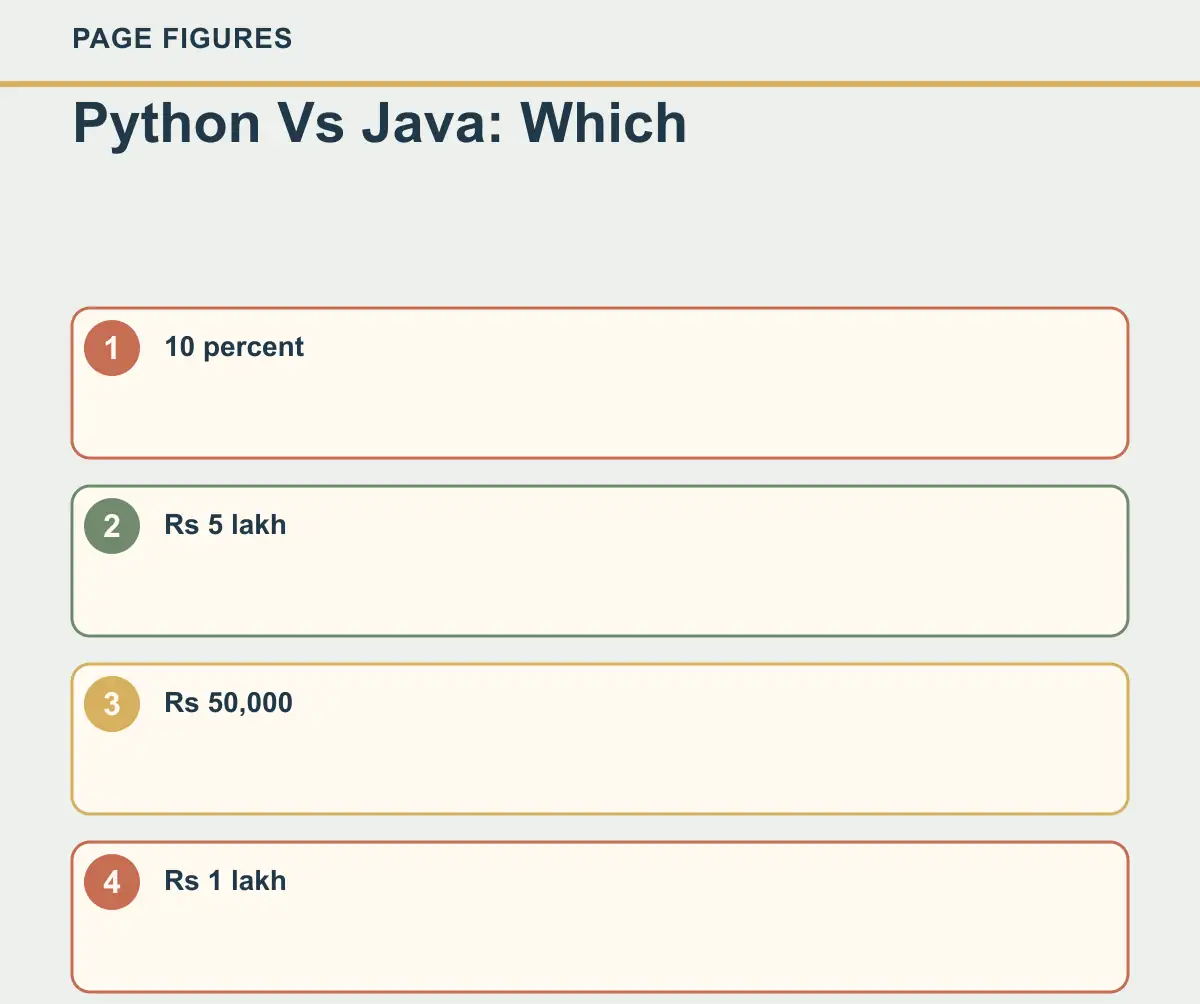 PAGE FIGURES
Python Vs Java: Which
1 10 percent
2 Rs 5 lakh
3 Rs 50,000
4 Rs 1 lakh